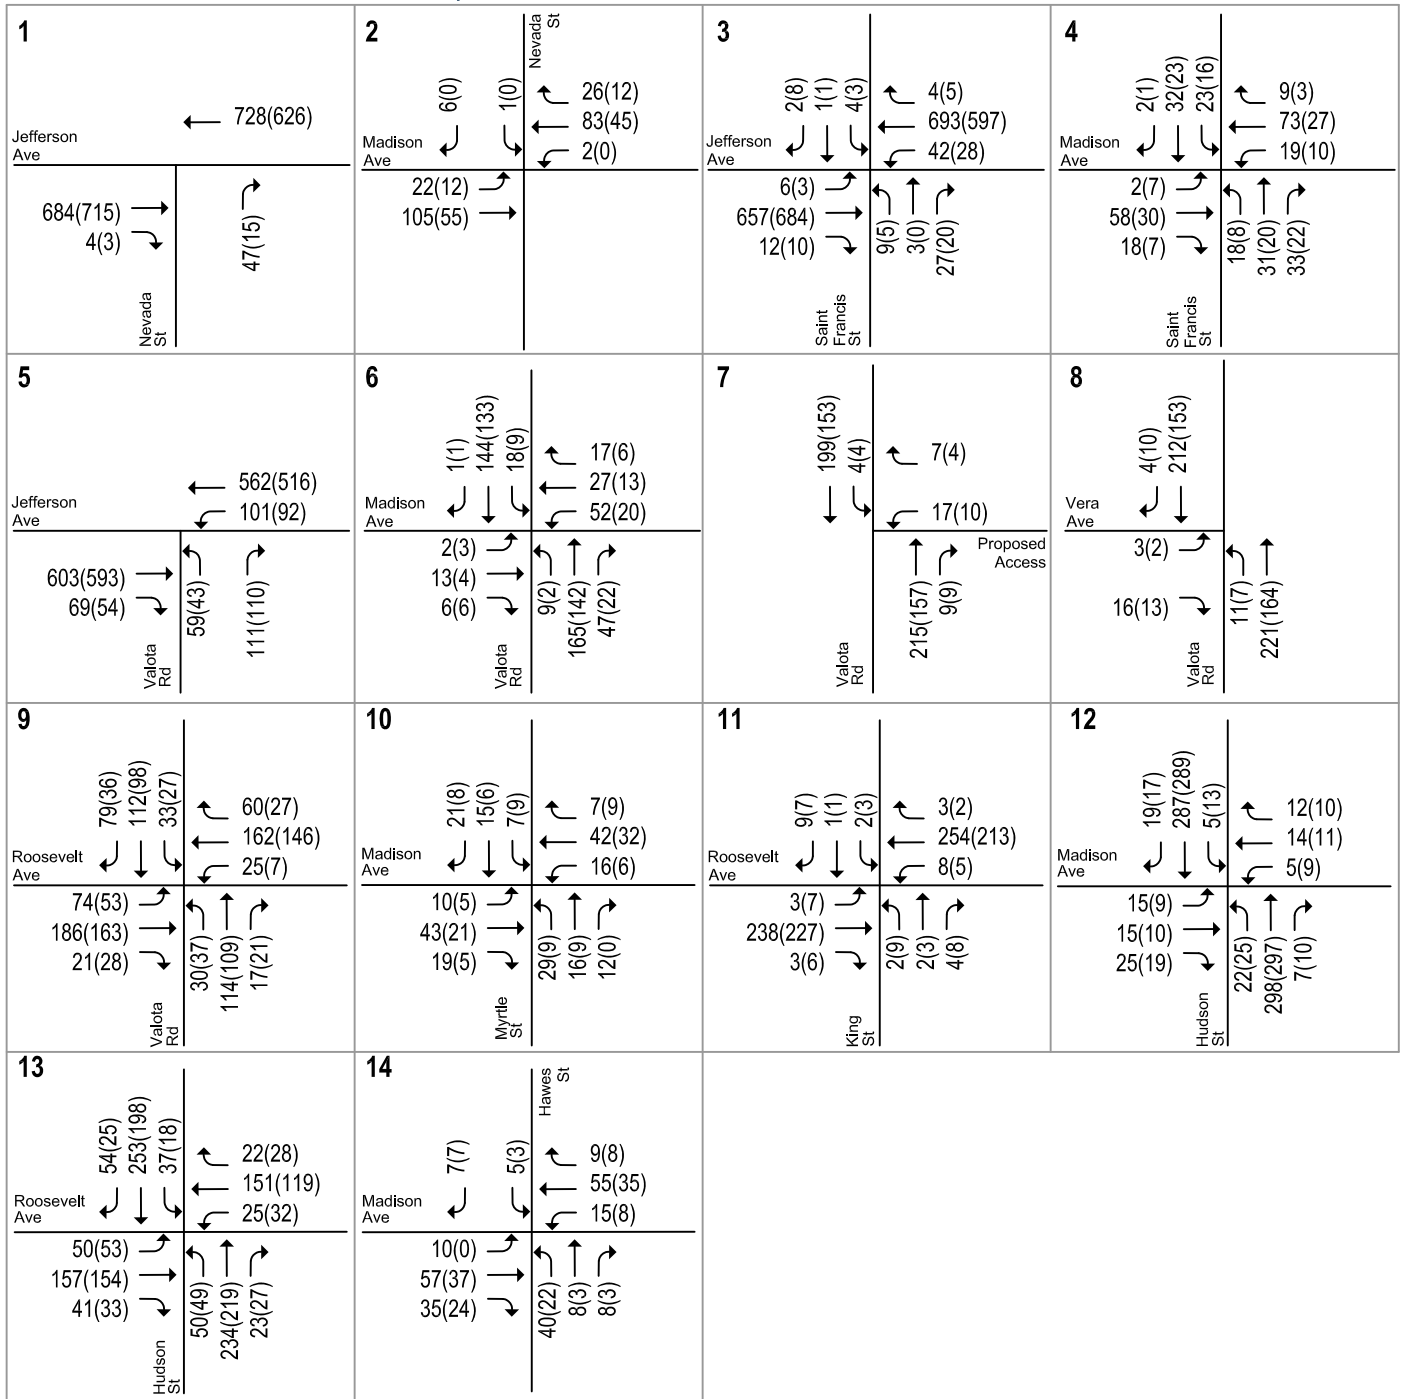 1
728(626)
Jefferson
Ave
684(715)
4(3)
47(15)
Nevada
St
2
Nevada
St
6(0)
1(0)
26(12)
83(45)
2(0)
Madison
Ave
22(12)
105(55)
3
2(8)
1(1)
4(3)
4(5)
693(597)
42(28)
Jefferson
Ave
6(3)
657(684)
12(10)
9(5)
3(0)
27(20)
Saint
Francis
St
4
2(1)
32(23)
23(16)
9(3)
73(27)
19(10)
Madison
Ave
2(7)
58(30)
18(7)
18(8)
31(20)
33(22)
Saint
Francis
St
5
562(516)
101(92)
Jefferson
Ave
603(593)
69(54)
59(43)
111(110)
Valota
Rd
6
1(1)
144(133)
18(9)
17(6)
27(13)
52(20)
Madison
Ave
2(3)
13(4)
6(6)
9(2)
165(142)
47(22)
Valota
Rd
7
199(153)
4(4)
7(4)
17(10)
Proposed
Access
215(157)
9(9)
Valota
Rd
8
4(10)
212(153)
Vera
Ave
3(2)
16(13)
11(7)
221(164)
Valota
Rd
9
79(36)
112(98)
33(27)
60(27)
162(146)
25(7)
Roosevelt
Ave
74(53)
186(163)
21(28)
30(37)
114(109)
17(21)
Valota
Rd
10
21(8)
15(6)
7(9)
7(9)
42(32)
16(6)
Madison
Ave
10(5)
43(21)
19(5)
29(9)
16(9)
12(0)
Myrtle
St
11
9(7)
1(1)
2(3)
3(2)
254(213)
8(5)
Roosevelt
Ave
3(7)
238(227)
3(6)
2(9)
2(3)
4(8)
King
St
12
19(17)
287(289)
5(13)
12(10)
14(11)
5(9)
Madison
Ave
15(9)
15(10)
25(19)
22(25)
298(297)
7(10)
Hudson
St
13
54(25)
253(198)
37(18)
22(28)
151(119)
25(32)
Roosevelt
Ave
50(53)
157(154)
41(33)
50(49)
234(219)
23(27)
Hudson
St
14
Hawes
St
7(7)
5(3)
9(8)
55(35)
15(8)
Madison
Ave
10(0)
57(37)
35(24)
40(22)
8(3)
8(3)